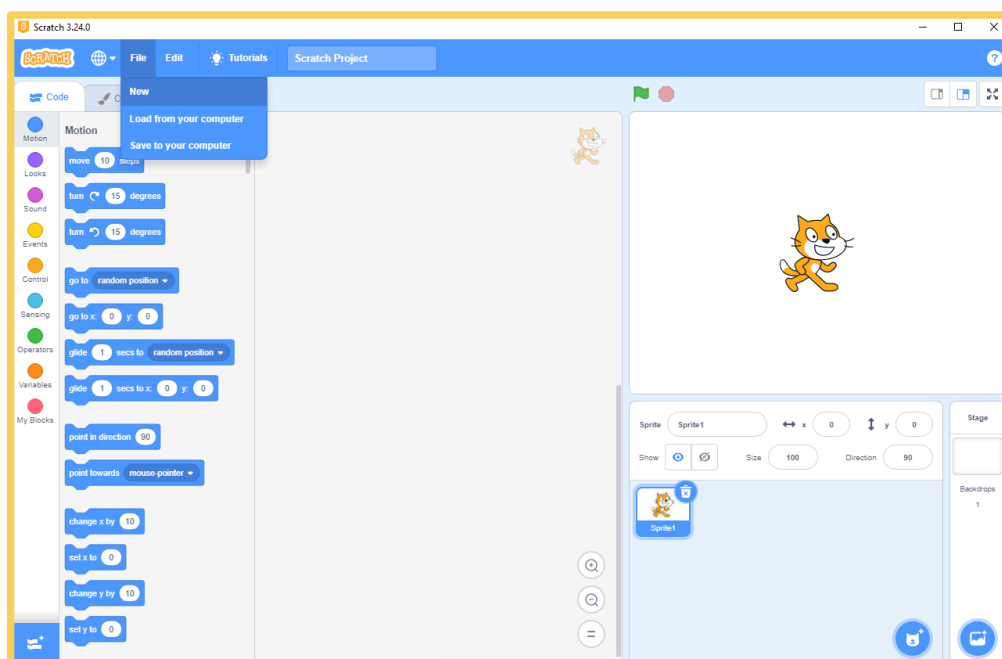 Scratch 3.24.0
SCRATCH
File
Edit
Tutorials
Scratch Project
?
New
Load from your computer
Save to your computer
Code
C
Motion
Looks
Sound
Events
Control
Sensing
Operators
Variables
My Blocks
Motion
move 10 steps
turn 15 degrees
turn 15 degrees
go to random position
go to x: 0 y: 0
glide 1 secs to random position
glide 1 secs to x: 0 y: 0
point in direction 90
point towards mouse-pointer
change x by 10
set x to 0
change y by 10
set y to 0
Sprite Sprite1 x 0 y 0
Show Size 100 Direction 90
Sprite1
Stage
Backdrops
1